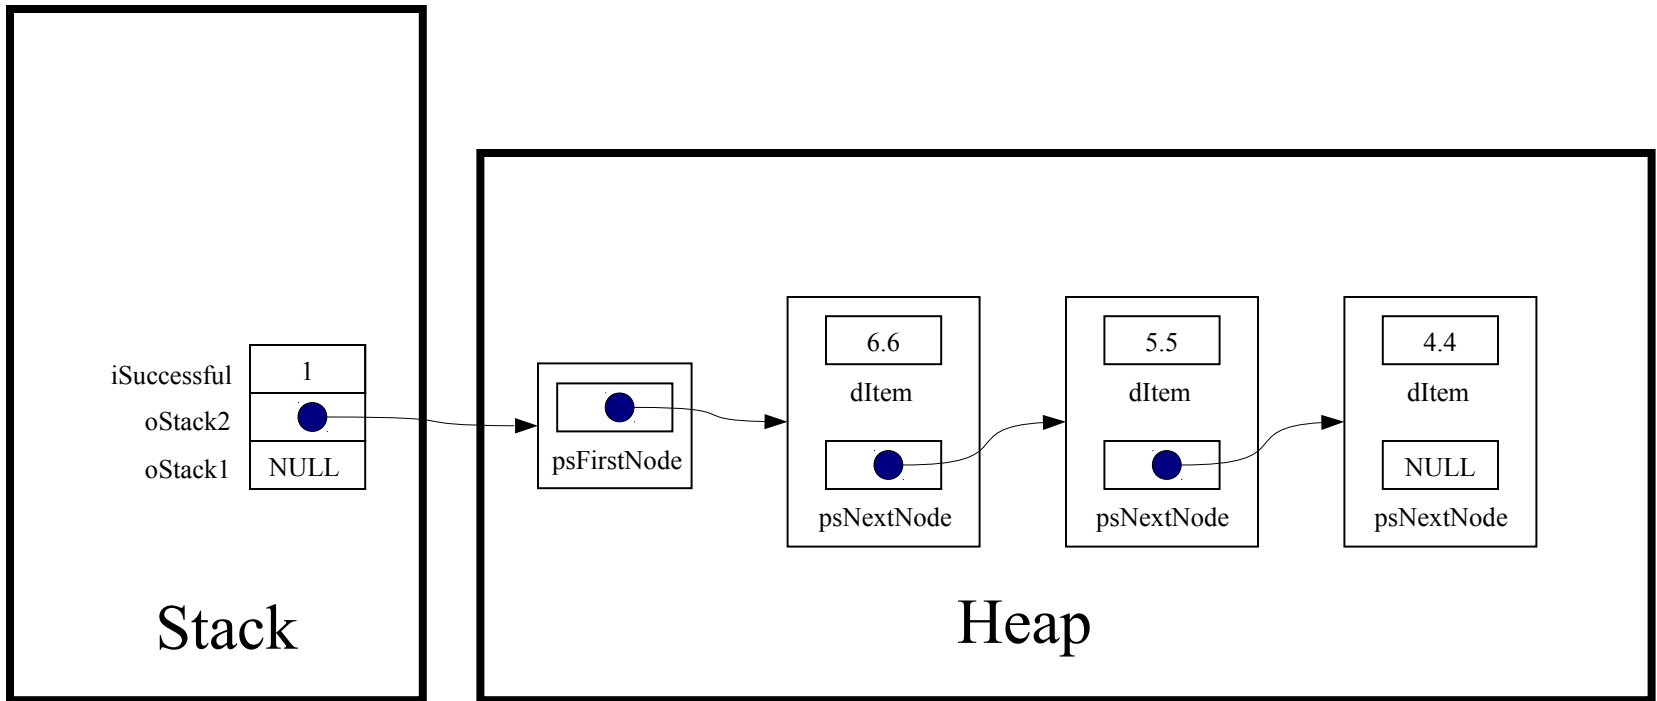 iSuccessful 1
oStack2
oStack1 NULL
Stack
psFirstNode
6.6
dItem
psNextNode
5.5
dItem
psNextNode
4.4
dItem
NULL
psNextNode
Heap